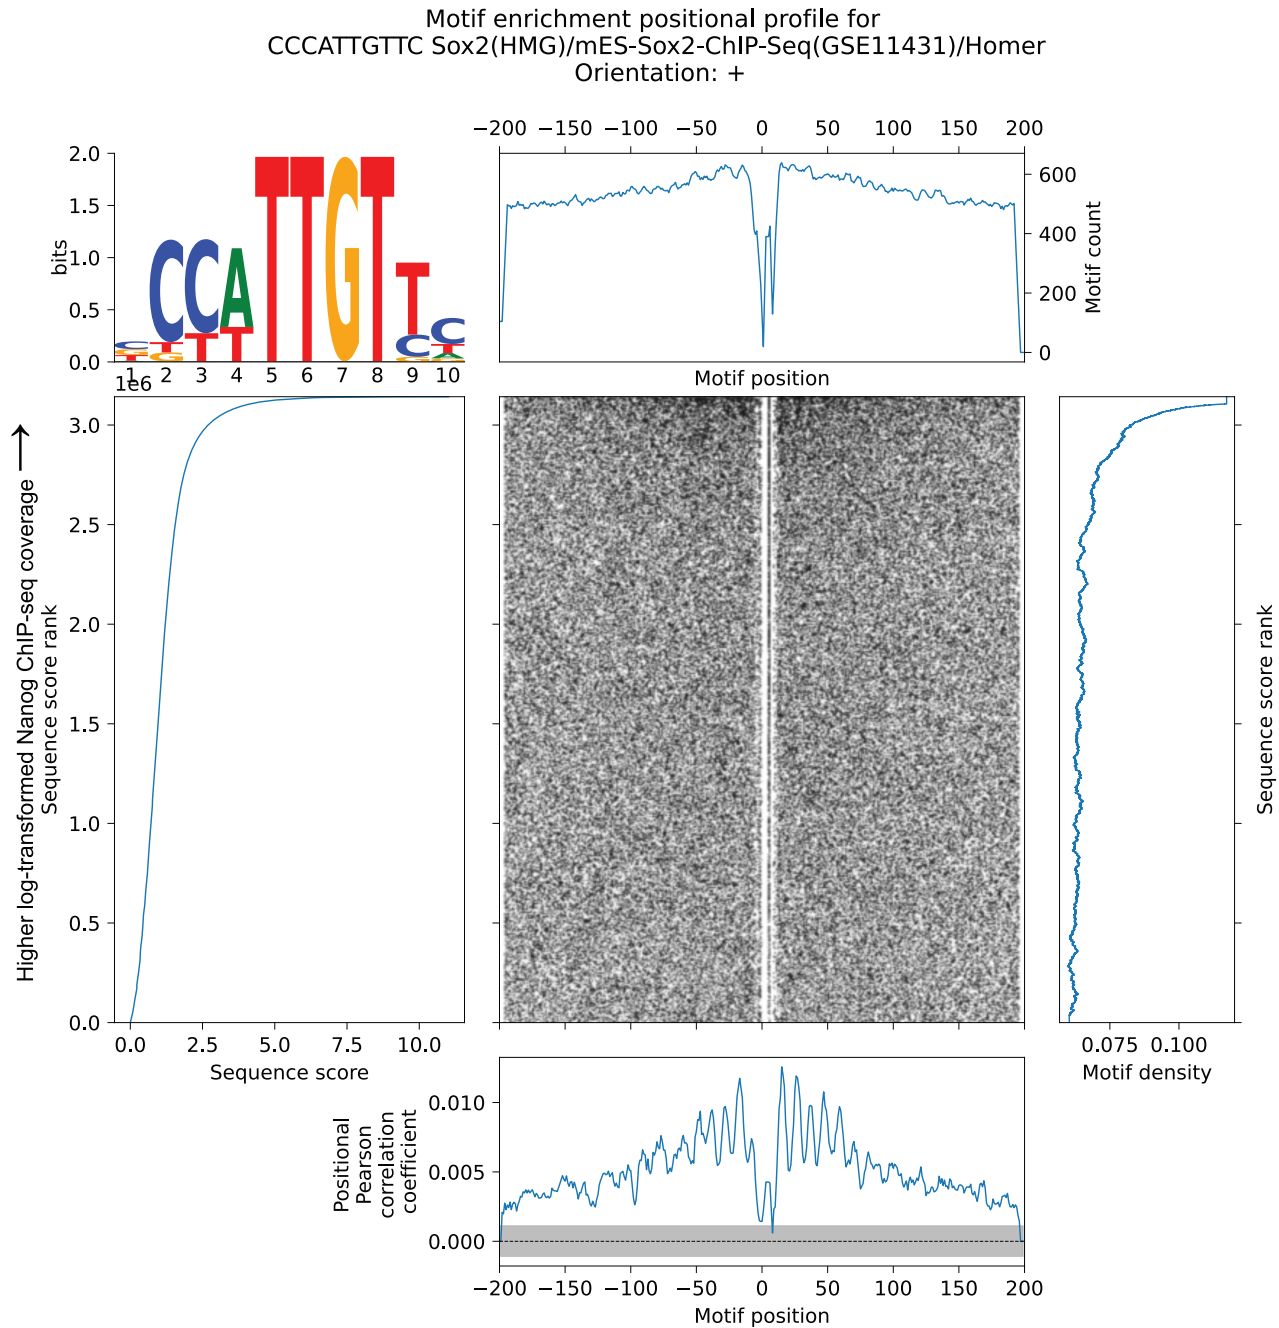 Motif enrichment positional profile for
CCCATTGTTC Sox2(HMG)/mES-Sox2-ChIP-Seq(GSE11431)/Homer
Orientation: +
−200 −150 −100 −50 0 50 100 150 200
2.0
1.5
1.0
0.5
0.0
bits
1 2 3 4 5 6 7 8 9 10
600
400
200
0
Motif count
Motif position
1e6
3.0
2.5
2.0
1.5
1.0
0.5
0.0
Higher log-transformed Nanog ChIP-seq coverage →
Sequence score rank
0.0 2.5 5.0 7.5 10.0
Sequence score
Sequence score rank
0.075 0.100
Motif density
0.010
0.005
0.000
Positional
Pearson
correlation
coefficient
−200 −150 −100 −50 0 50 100 150 200
Motif position